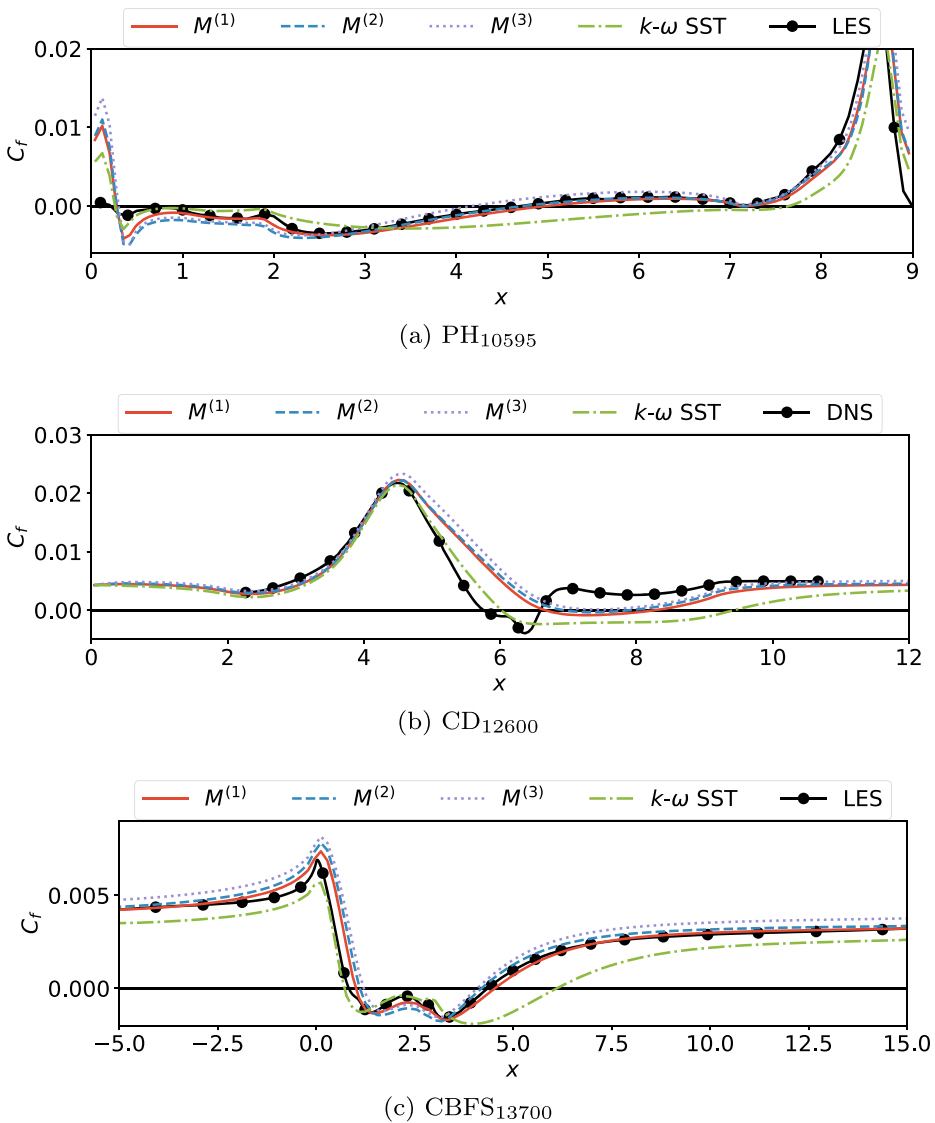 M(1) M(2) M(3) k-ω SST LES
0.02
0.01
0.00
Cf
0 1 2 3 4 5 6 7 8 9
x
(a) PH10595
M(1) M(2) M(3) k-ω SST DNS
0.03
0.02
0.01
0.00
Cf
0 2 4 6 8 10 12
x
(b) CD12600
M(1) M(2) M(3) k-ω SST LES
0.005
0.000
Cf
−5.0 −2.5 0.0 2.5 5.0 7.5 10.0 12.5 15.0
x
(c) CBFS13700